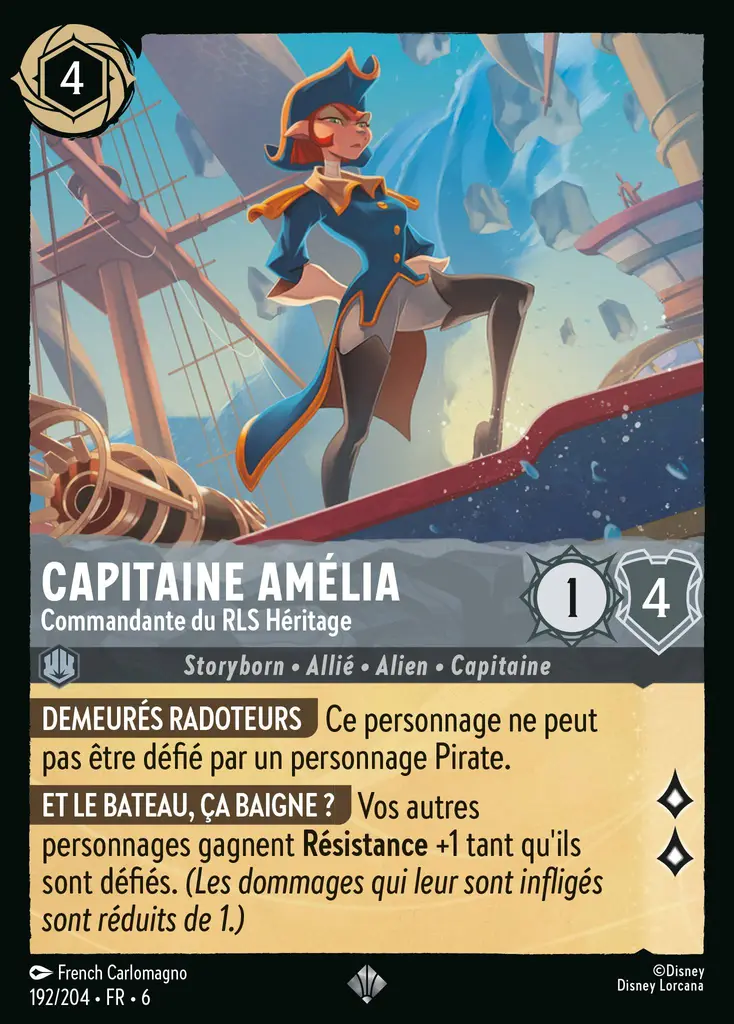 4
CAPITAINE AMÉLIA
Commandante du RLS Héritage
1
4
Storyborn • Allié • Alien • Capitaine
DEMEURÉS RADOTEURS Ce personnage ne peut
pas être défié par un personnage Pirate.
ET LE BATEAU, ÇA BAIGNE ? Vos autres
personnages gagnent Résistance +1 tant qu'ils
sont défiés. (Les dommages qui leur sont infligés
sont réduits de 1.)
French Carlomagno
192/204 • FR • 6
©Disney
Disney Lorcana